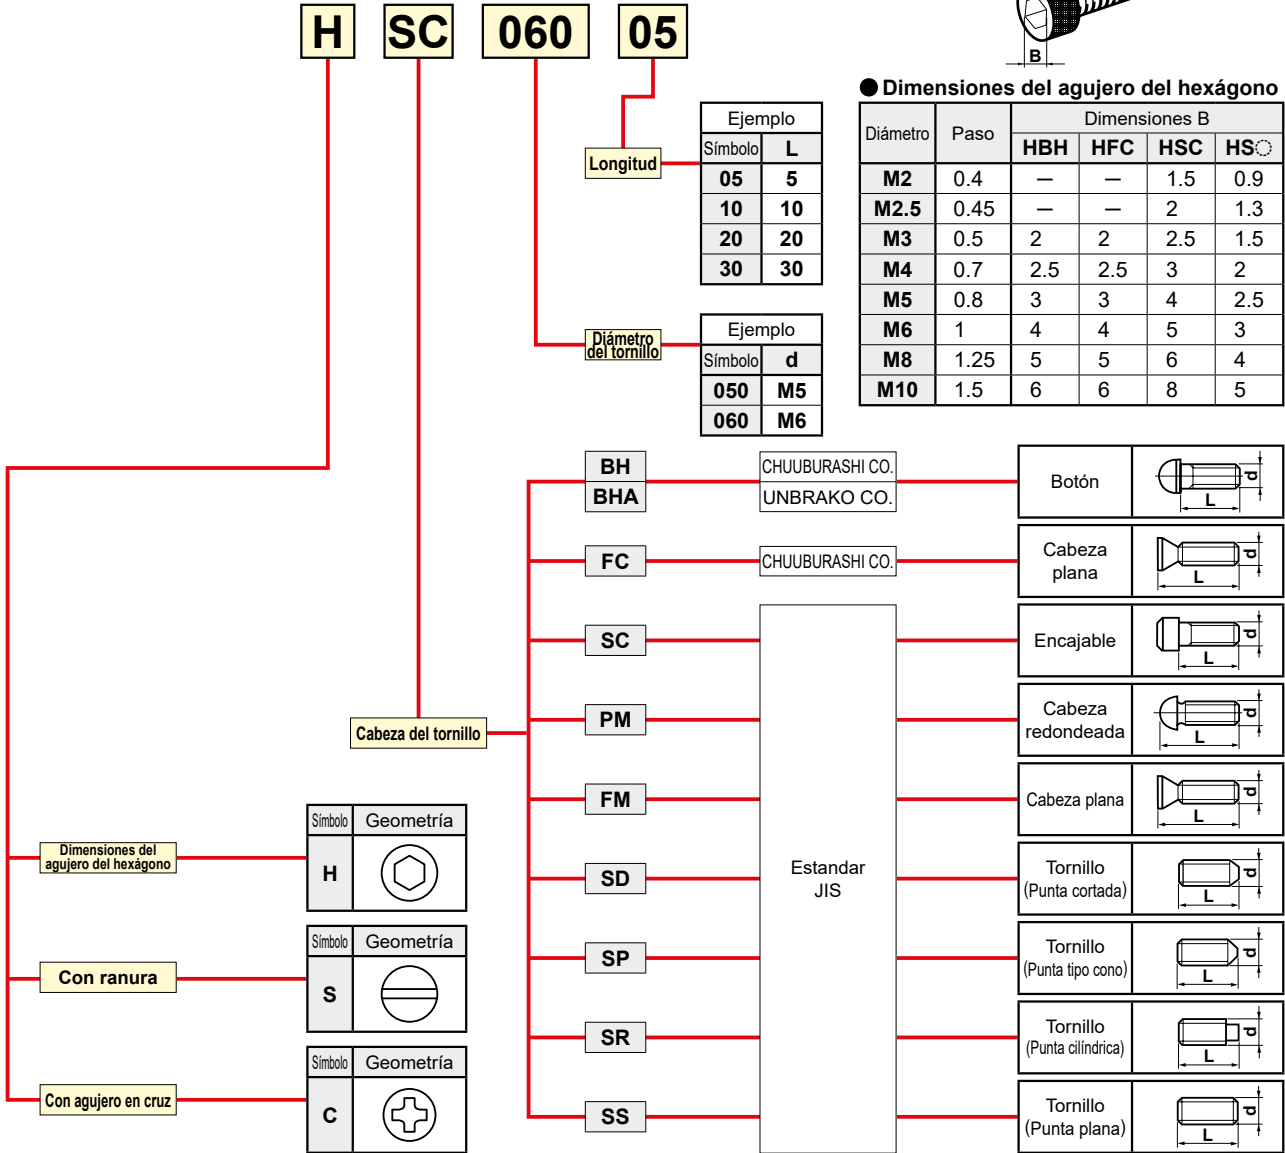 H SC 060 05
B
● Dimensiones del agujero del hexágono
Diámetro Paso Dimensiones B
HBH HFC HSC HS◌
M2 0.4 — — 1.5 0.9
M2.5 0.45 — — 2 1.3
M3 0.5 2 2 2.5 1.5
M4 0.7 2.5 2.5 3 2
M5 0.8 3 3 4 2.5
M6 1 4 4 5 3
M8 1.25 5 5 6 4
M10 1.5 6 6 8 5
Longitud
Ejemplo
Símbolo L
05 5
10 10
20 20
30 30
Diámetro
del tornillo
Ejemplo
Símbolo d
050 M5
060 M6
Cabeza del tornillo
BH CHUUBURASHI CO.
BHA UNBRAKO CO.
Botón
L d
FC CHUUBURASHI CO.
Cabeza
plana
L d
Estandar
JIS
SC Encajable
L d
PM
Cabeza
redondeada
L d
FM Cabeza plana
L d
SD
Tornillo
(Punta cortada)
L d
SP
Tornillo
(Punta tipo cono)
L d
SR
Tornillo
(Punta cilíndrica)
L d
SS
Tornillo
(Punta plana)
L d
Dimensiones del
agujero del hexágono
Símbolo Geometría
H
Con ranura
Símbolo Geometría
S
Con agujero en cruz
Símbolo Geometría
C